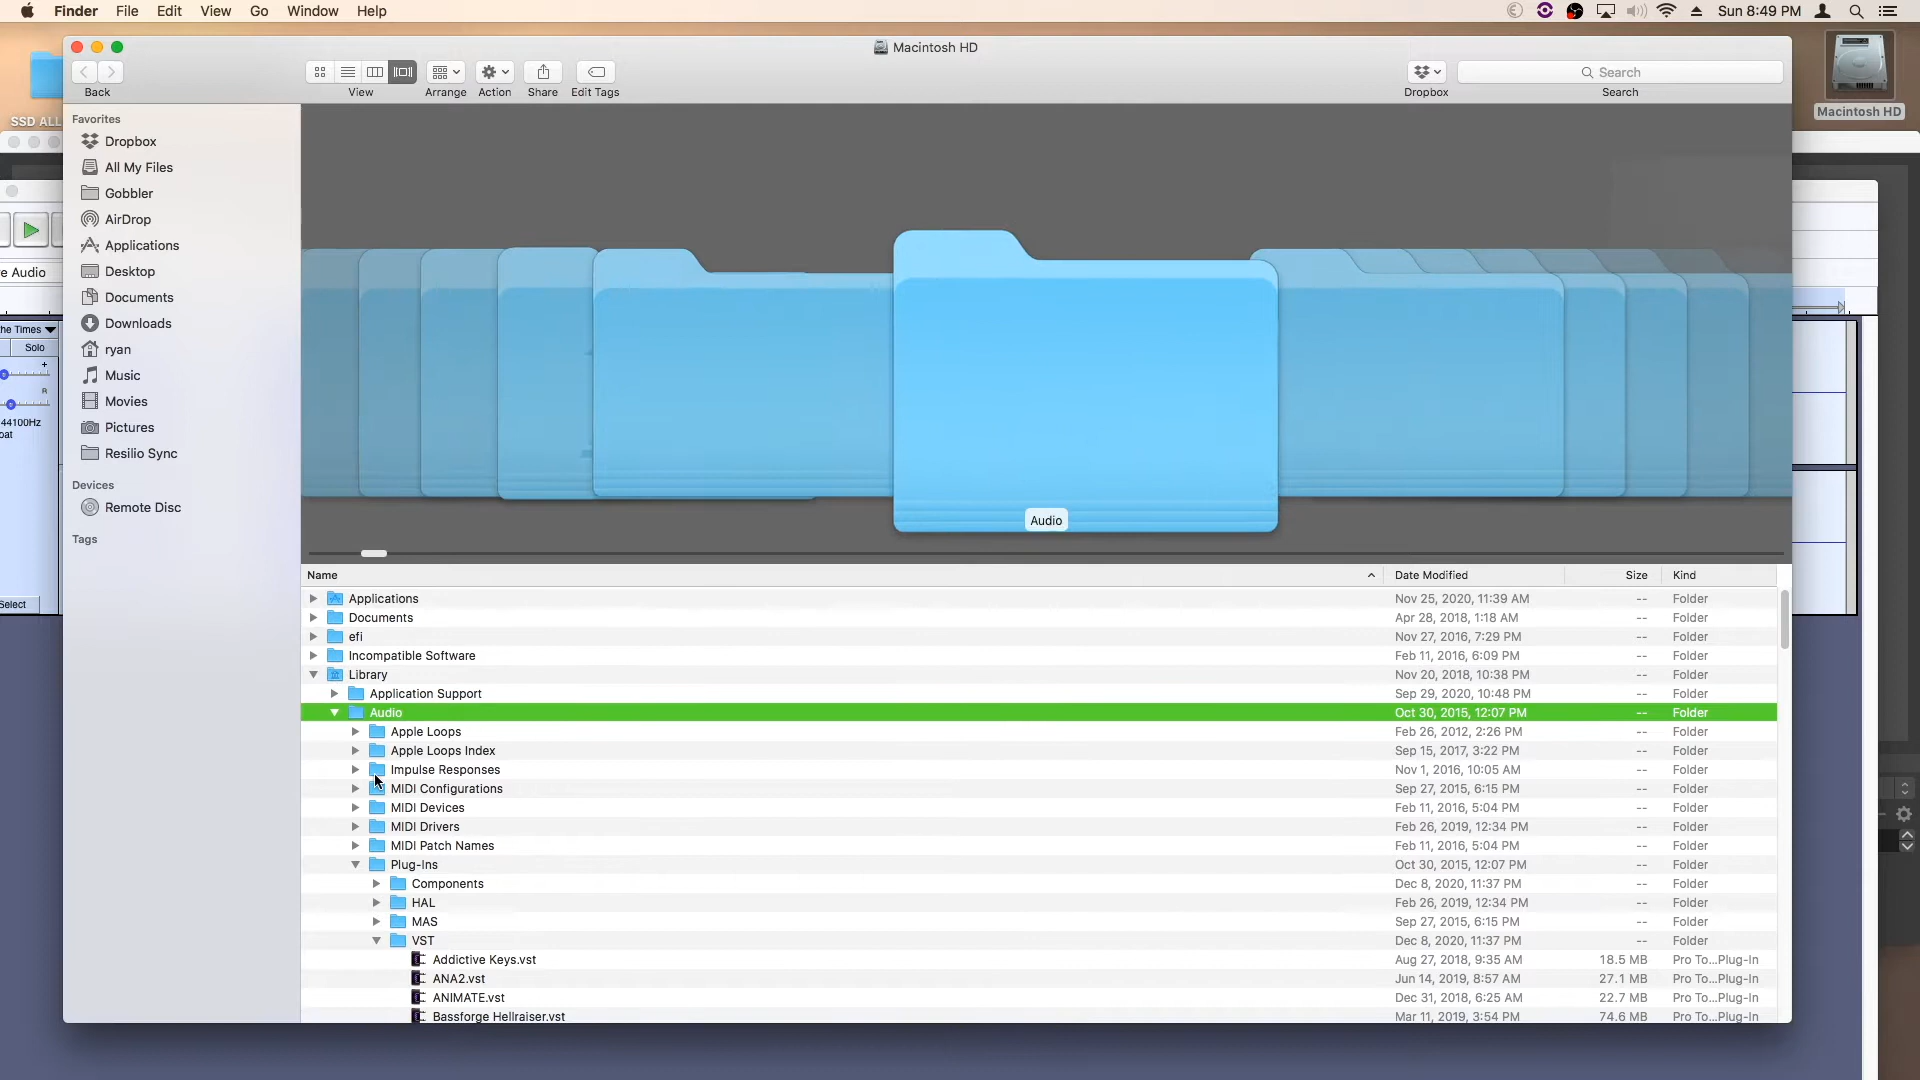 Finder File Edit View Go Window Help Sun 8:49 PM
SSD ALL
Macintosh HD
Macintosh HD
Back View Arrange Action Share Edit Tags Dropbox Search
Search
Favorites
Dropbox
All My Files
Gobbler
AirDrop
Applications
Desktop
Documents
Downloads
ryan
Music
Movies
Pictures
Resilio Sync
Devices
Remote Disc
Tags
e Audio
he Times
Solo
+
R
44100Hz
oat
Select
Audio
Name Date Modified Size Kind
Applications Nov 25, 2020, 11:39 AM -- Folder
Documents Apr 28, 2018, 1:18 AM -- Folder
efi Nov 27, 2016, 7:29 PM -- Folder
Incompatible Software Feb 11, 2016, 6:09 PM -- Folder
Library Nov 20, 2018, 10:38 PM -- Folder
Application Support Sep 29, 2020, 10:48 PM -- Folder
Audio Oct 30, 2015, 12:07 PM -- Folder
Apple Loops Feb 26, 2012, 2:26 PM -- Folder
Apple Loops Index Sep 15, 2017, 3:22 PM -- Folder
Impulse Responses Nov 1, 2016, 10:05 AM -- Folder
MIDI Configurations Sep 27, 2015, 6:15 PM -- Folder
MIDI Devices Feb 11, 2016, 5:04 PM -- Folder
MIDI Drivers Feb 26, 2019, 12:34 PM -- Folder
MIDI Patch Names Feb 11, 2016, 5:04 PM -- Folder
Plug-Ins Oct 30, 2015, 12:07 PM -- Folder
Components Dec 8, 2020, 11:37 PM -- Folder
HAL Feb 26, 2019, 12:34 PM -- Folder
MAS Sep 27, 2015, 6:15 PM -- Folder
VST Dec 8, 2020, 11:37 PM -- Folder
Addictive Keys.vst Aug 27, 2018, 9:35 AM 18.5 MB Pro To...Plug-In
ANA2.vst Jun 14, 2019, 8:57 AM 27.1 MB Pro To...Plug-In
ANIMATE.vst Dec 31, 2018, 6:25 AM 22.7 MB Pro To...Plug-In
Bassforge Hellraiser.vst Mar 11, 2019, 3:54 PM 74.6 MB Pro To...Plug-In